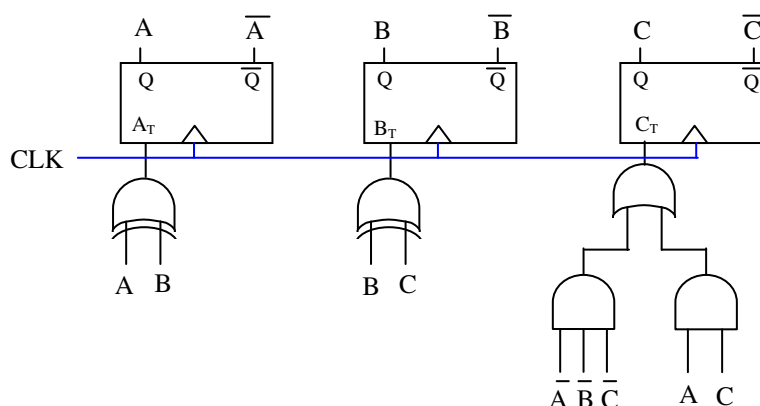 A A̅ B B̅ C C̅
Q Q̅ Q Q̅ Q Q̅
A_T B_T C_T
CLK
A B B C
A̅ B̅ C̅ A C